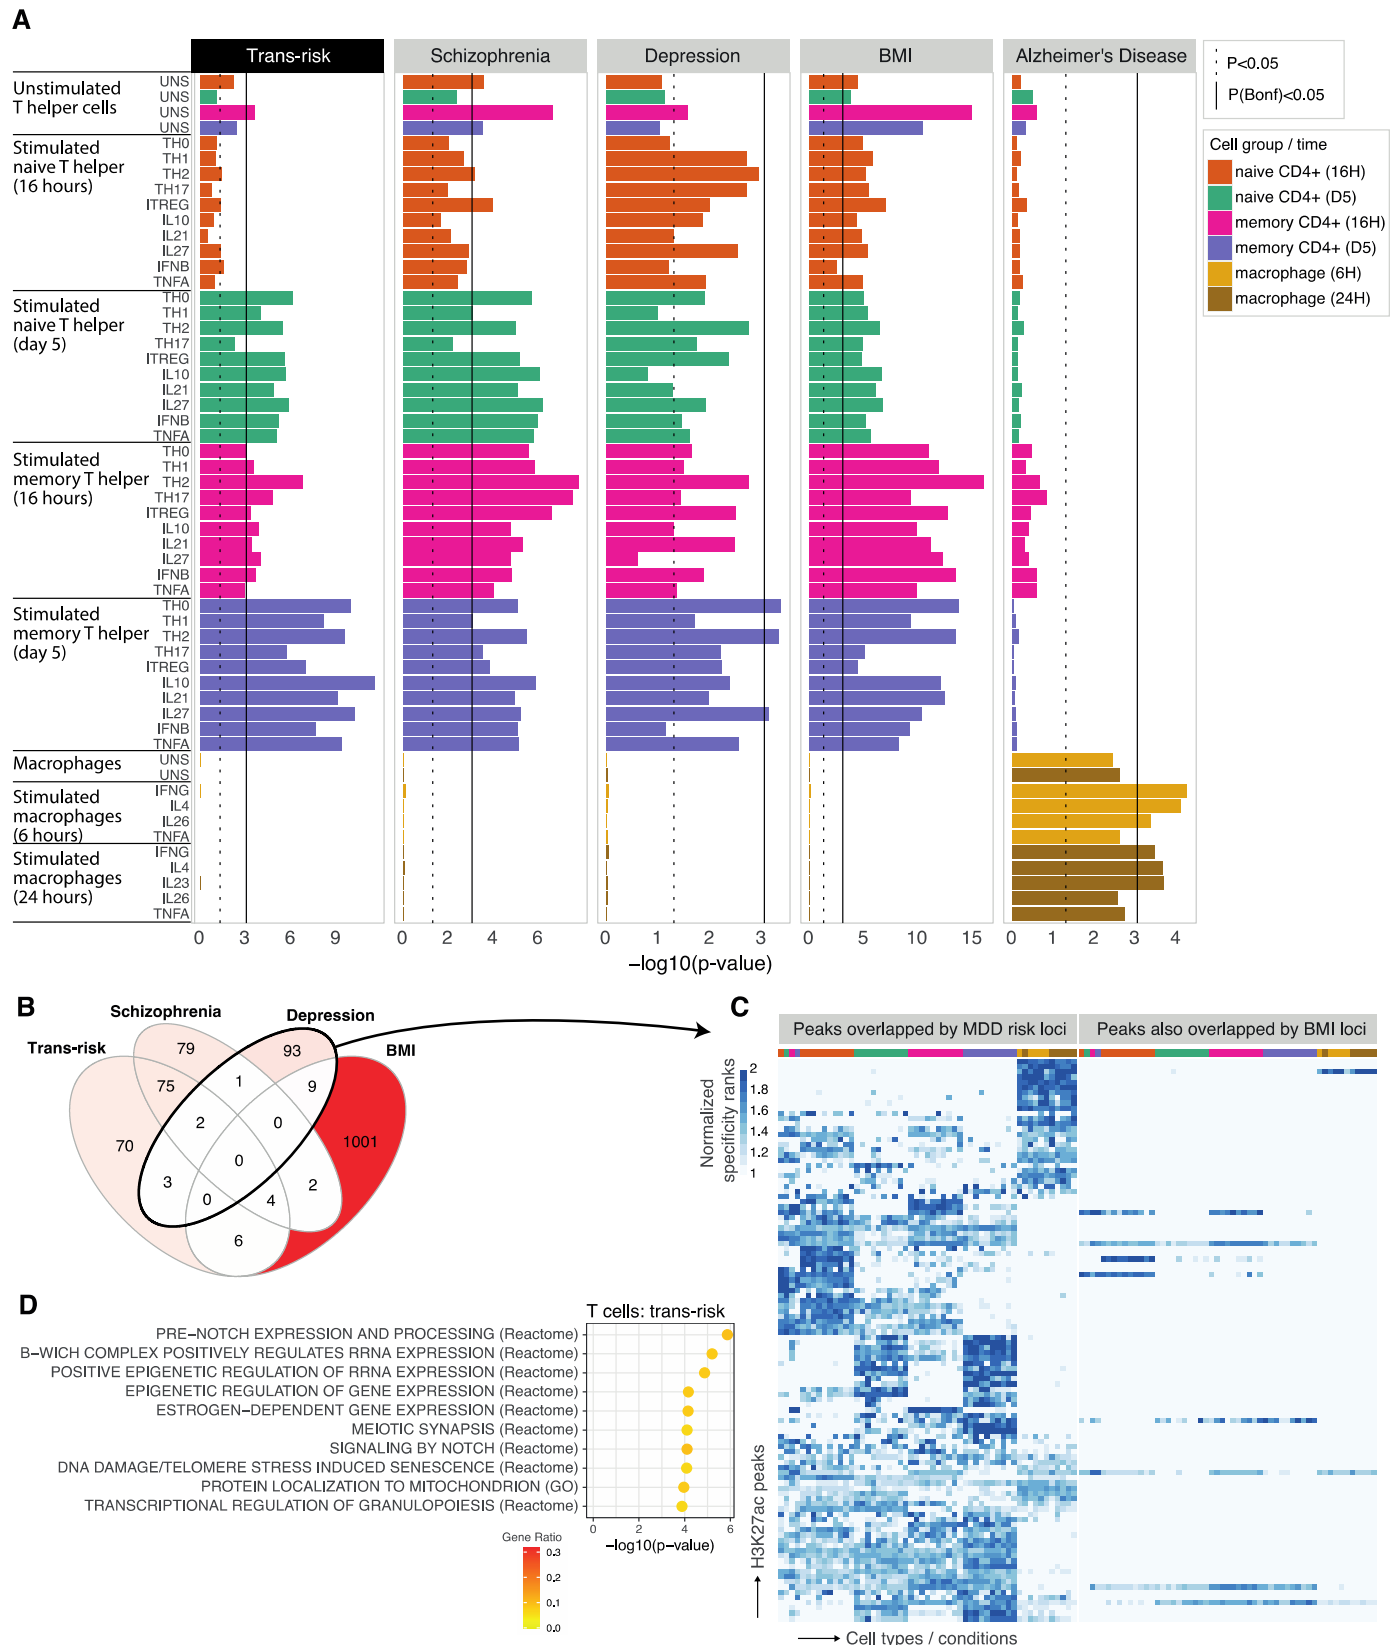 A
Trans-risk
Schizophrenia
Depression
BMI
Alzheimer's Disease
P<0.05
P(Bonf)<0.05
Cell group / time
naive CD4+ (16H)
naive CD4+ (D5)
memory CD4+ (16H)
memory CD4+ (D5)
macrophage (6H)
macrophage (24H)
Unstimulated
T helper cells
UNS
UNS
UNS
UNS
Stimulated
naive T helper
(16 hours)
TH0
TH1
TH2
TH17
ITREG
IL10
IL21
IL27
IFNB
TNFA
Stimulated
naive T helper
(day 5)
TH0
TH1
TH2
TH17
ITREG
IL10
IL21
IL27
IFNB
TNFA
Stimulated
memory T helper
(16 hours)
TH0
TH1
TH2
TH17
ITREG
IL10
IL21
IL27
IFNB
TNFA
Stimulated
memory T helper
(day 5)
TH0
TH1
TH2
TH17
ITREG
IL10
IL21
IL27
IFNB
TNFA
Macrophages
UNS
UNS
Stimulated
macrophages
(6 hours)
IFNG
IL4
IL26
TNFA
Stimulated
macrophages
(24 hours)
IFNG
IL4
IL23
IL26
TNFA
0 3 6 9
0 2 4 6
0 1 2 3
0 5 10 15
0 1 2 3 4
−log10(p-value)
B
Schizophrenia
Depression
Trans-risk
BMI
79
93
75
1
9
2
0
70
1001
0
3
0
4
2
6
C
Peaks overlapped by MDD risk loci
Peaks also overlapped by BMI loci
Normalized
specificity ranks
2
1.8
1.6
1.4
1.2
1
H3K27ac peaks
Cell types / conditions
D
T cells: trans-risk
PRE−NOTCH EXPRESSION AND PROCESSING (Reactome)
B−WICH COMPLEX POSITIVELY REGULATES RRNA EXPRESSION (Reactome)
POSITIVE EPIGENETIC REGULATION OF RRNA EXPRESSION (Reactome)
EPIGENETIC REGULATION OF GENE EXPRESSION (Reactome)
ESTROGEN−DEPENDENT GENE EXPRESSION (Reactome)
MEIOTIC SYNAPSIS (Reactome)
SIGNALING BY NOTCH (Reactome)
DNA DAMAGE/TELOMERE STRESS INDUCED SENESCENCE (Reactome)
PROTEIN LOCALIZATION TO MITOCHONDRION (GO)
TRANSCRIPTIONAL REGULATION OF GRANULOPOIESIS (Reactome)
0 2 4 6
−log10(p−value)
Gene Ratio
0.3
0.2
0.1
0.0